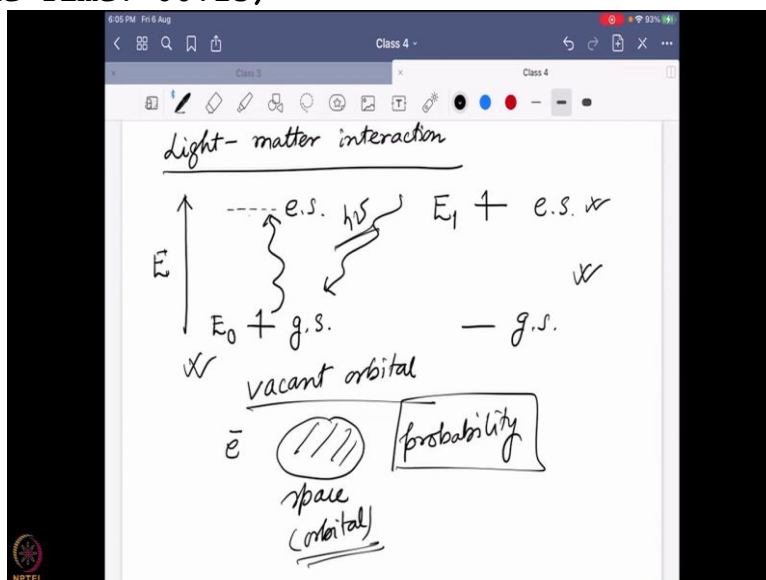 6:05 PM Fri 6 Aug
93%
Class 4
Class 3
Class 4
Light-matter interaction
e.s. hν E₁ e.s.
E
E₀ g.s. g.s.
vacant orbital
ē probability
space
(orbital)
NPTEL